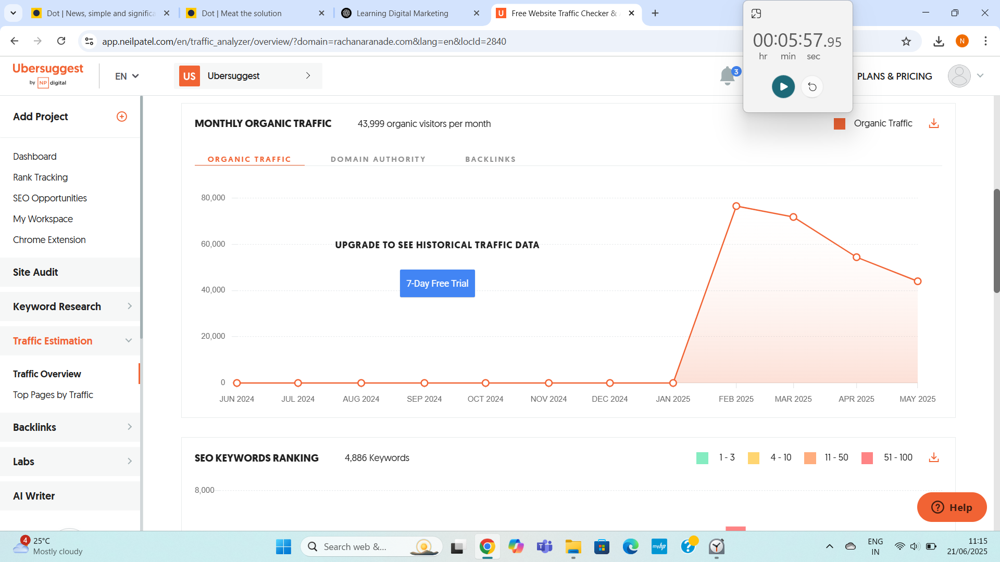 Dot | News, simple and significa
Dot | Meat the solution
Learning Digital Marketing
Free Website Traffic Checker &
app.neilpatel.com/en/traffic_analyzer/overview/?domain=rachanaranade.com&lang=en&locId=2840
N
00:05:57.95
hr min sec
Ubersuggest
by NP digital
EN
US Ubersuggest
3
PLANS & PRICING
Add Project
Dashboard
Rank Tracking
SEO Opportunities
My Workspace
Chrome Extension
Site Audit
Keyword Research
Traffic Estimation
Traffic Overview
Top Pages by Traffic
Backlinks
Labs
AI Writer
MONTHLY ORGANIC TRAFFIC 43,999 organic visitors per month
Organic Traffic
ORGANIC TRAFFIC DOMAIN AUTHORITY BACKLINKS
80,000
60,000
40,000
20,000
0
UPGRADE TO SEE HISTORICAL TRAFFIC DATA
7-Day Free Trial
JUN 2024 JUL 2024 AUG 2024 SEP 2024 OCT 2024 NOV 2024 DEC 2024 JAN 2025 FEB 2025 MAR 2025 APR 2025 MAY 2025
SEO KEYWORDS RANKING 4,886 Keywords
1 - 3 4 - 10 11 - 50 51 - 100
8,000
Help
4
25°C
Mostly cloudy
Search web &...
myhp
ENG
IN
11:15
21/06/2025